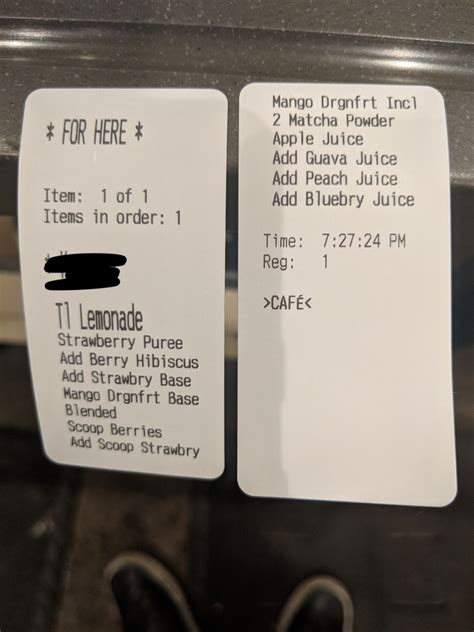 * FOR HERE *
Item: 1 of 1
Items in order: 1
Tl Lemonade
Strawberry Puree
Add Berry Hibiscus
Add Strawbry Base
Mango Drgnfrt Base
Blended
Scoop Berries
Add Scoop Strawbry
Mango Drgnfrt Incl
2 Matcha Powder
Apple Juice
Add Guava Juice
Add Peach Juice
Add Bluebry Juice
Time: 7:27:24 PM
Reg: 1
>CAFÉ<